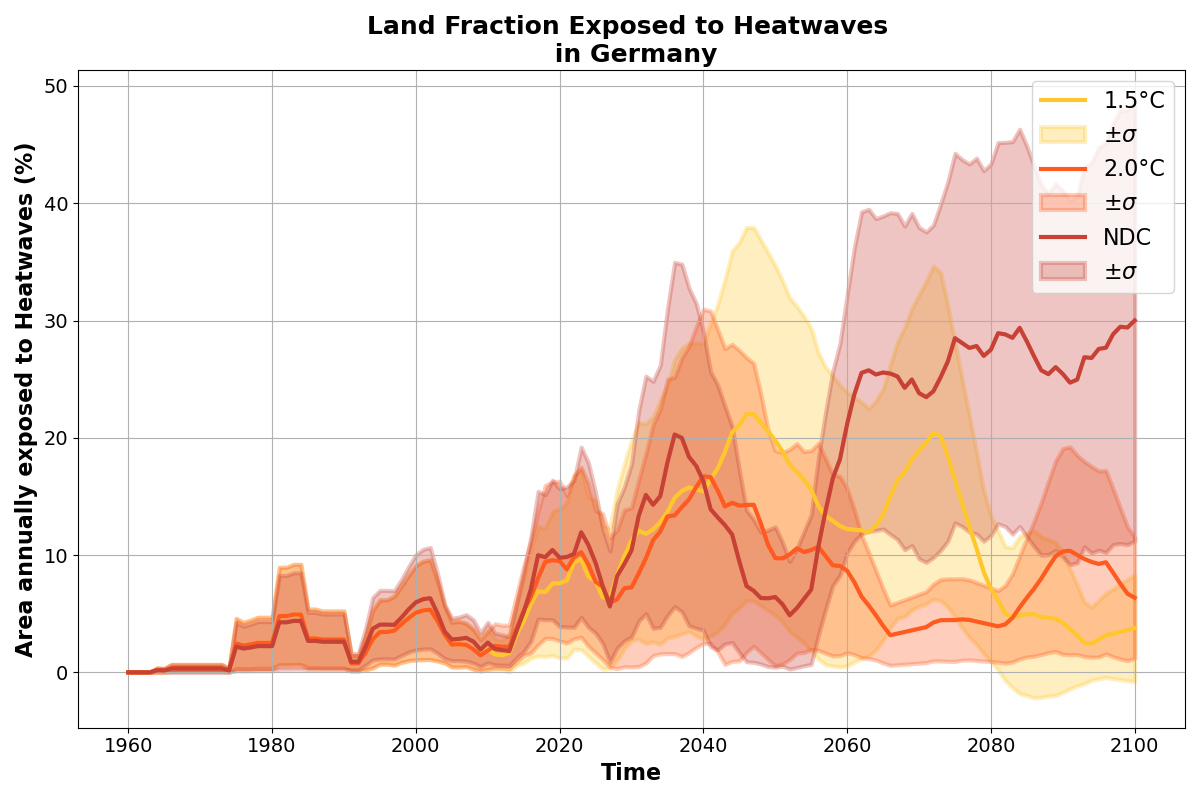 Land Fraction Exposed to Heatwaves
in Germany
Area annually exposed to Heatwaves (%)
50
40
30
20
10
0
1.5°C
±σ
2.0°C
±σ
NDC
±σ
1960 1980 2000 2020 2040 2060 2080 2100
Time